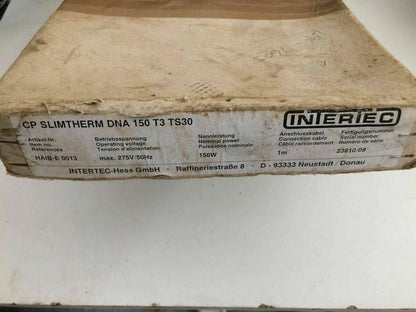 CP SLIMTHERM DNA 150 T3 TS30
INTERTEC
Artikel-Nr. Betriebsspannung Nennleistung Anschlusskabel Fertigungsnummer
Item no. Operating voltage Nominal power Connection cable Serial number
Références Tension d'alimentation Puissance nominale Câble raccordement Numéro de série
HAIB-E 0013 max. 275V/50Hz 150W 1m 23810/09
INTERTEC-Hess GmbH · Raffineriestraße 8 · D - 93333 Neustadt / Donau